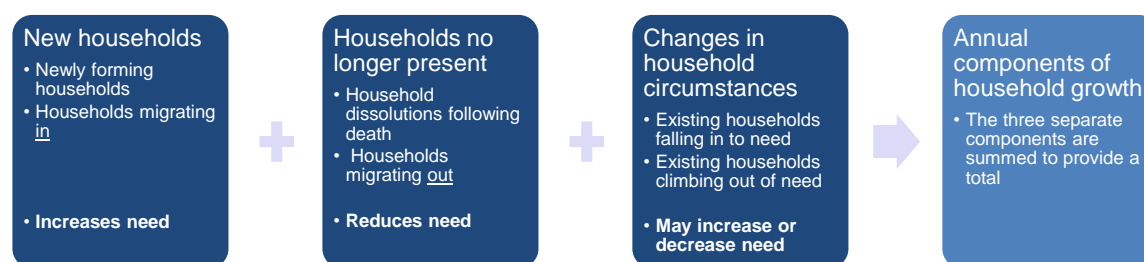 New households
• Newly forming
households
• Households migrating
in
• Increases need
Households no
longer present
• Household
dissolutions following
death
• Households
migrating out
• Reduces need
Changes in
household
circumstances
• Existing households
falling in to need
• Existing households
climbing out of need
• May increase or
decrease need
Annual
components of
household growth
• The three separate
components are
summed to provide a
total